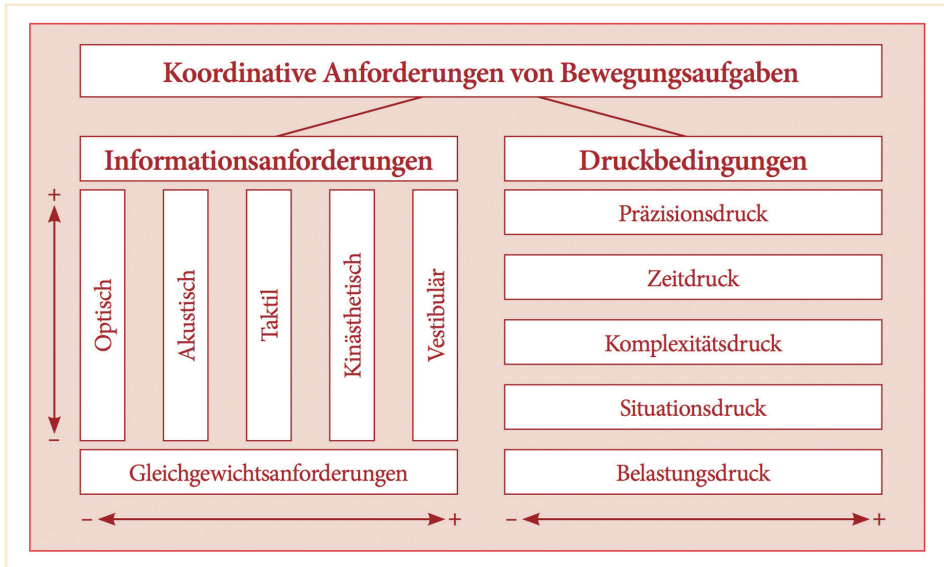 Koordinative Anforderungen von Bewegungsaufgaben
Informationsanforderungen
+
–
Optisch
Akustisch
Taktil
Kinästhetisch
Vestibulär
Gleichgewichtsanforderungen
– +
Druckbedingungen
Präzisionsdruck
Zeitdruck
Komplexitätsdruck
Situationsdruck
Belastungsdruck
– +